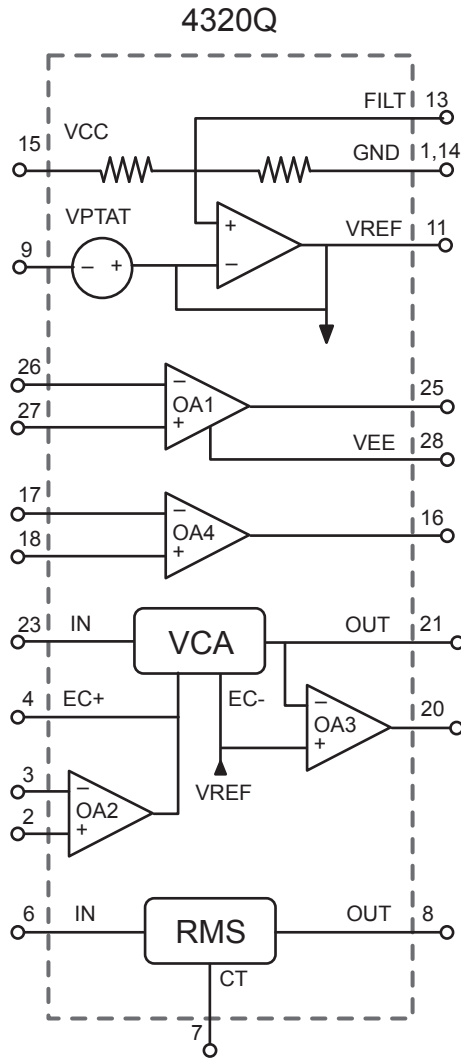 4320Q
FILT 13
15 VCC
GND 1,14
VPTAT
+
VREF 11
9
− +
−
26
−
OA1
25
27
+
VEE 28
17
−
OA4
16
18
+
23 IN
VCA
OUT 21
4 EC+
EC-
−
OA3
20
+
3
−
VREF
OA2
2
+
6 IN
RMS
OUT 8
CT
7